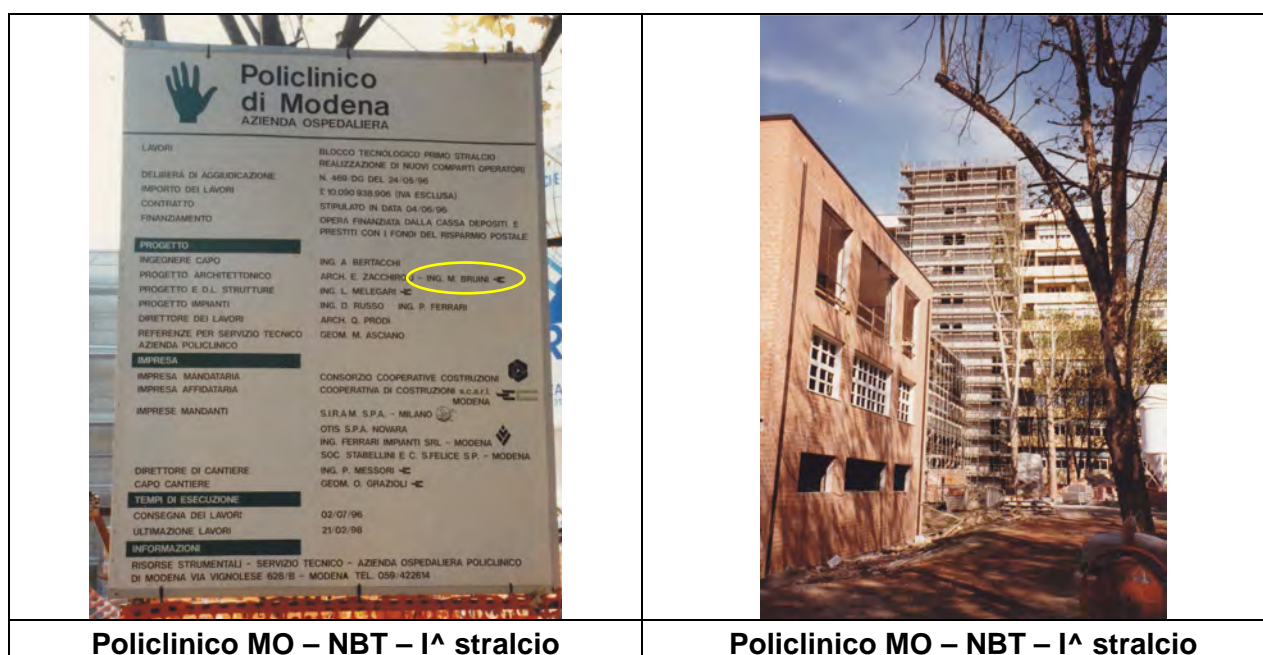 Policlinico
di Modena
AZIENDA OSPEDALIERA
LAVORI BLOCCO TECNOLOGICO PRIMO STRALCIO
REALIZZAZIONE DI NUOVI COMPARTI OPERATORI
DELIBERA DI AGGIUDICAZIONE N. 469/DG DEL 24/05/96
IMPORTO DEI LAVORI £ 10.090.938.906 (IVA ESCLUSA)
CONTRATTO STIPULATO IN DATA 04/06/96
FINANZIAMENTO OPERA FINANZIATA DALLA CASSA DEPOSITI E
PRESTITI CON I FONDI DEL RISPARMIO POSTALE
PROGETTO
INGEGNERE CAPO ING. A. BERTACCHI
PROGETTO ARCHITETTONICO ARCH. E. ZACCHIRONI - ING. M. BRUINI
PROGETTO E D.L. STRUTTURE ING. L. MELEGARI
PROGETTO IMPIANTI ING. D. RUSSO ING. P. FERRARI
DIRETTORE DEI LAVORI ARCH. Q. PRODI
REFERENZE PER SERVIZIO TECNICO GEOM. M. ASCIANO
AZIENDA POLICLINICO
IMPRESA
IMPRESA MANDATARIA CONSORZIO COOPERATIVE COSTRUZIONI
IMPRESA AFFIDATARIA COOPERATIVA DI COSTRUZIONI s.c.a r.l.
MODENA
IMPRESE MANDANTI S.I.RA.M. S.P.A. - MILANO
OTIS S.P.A. NOVARA
ING. FERRARI IMPIANTI SRL - MODENA
SOC. STABELLINI E C. S.FELICE S.P. - MODENA
DIRETTORE DI CANTIERE ING. P. MESSORI
CAPO CANTIERE GEOM. O. GRAZIOLI
TEMPI DI ESECUZIONE
CONSEGNA DEI LAVORI: 02/07/96
ULTIMAZIONE LAVORI 21/02/98
INFORMAZIONI
RISORSE STRUMENTALI - SERVIZIO TECNICO - AZIENDA OSPEDALIERA POLICLINICO
DI MODENA VIA VIGNOLESE 628/B - MODENA TEL. 059/422614
Policlinico MO – NBT – I^ stralcio
Policlinico MO – NBT – I^ stralcio